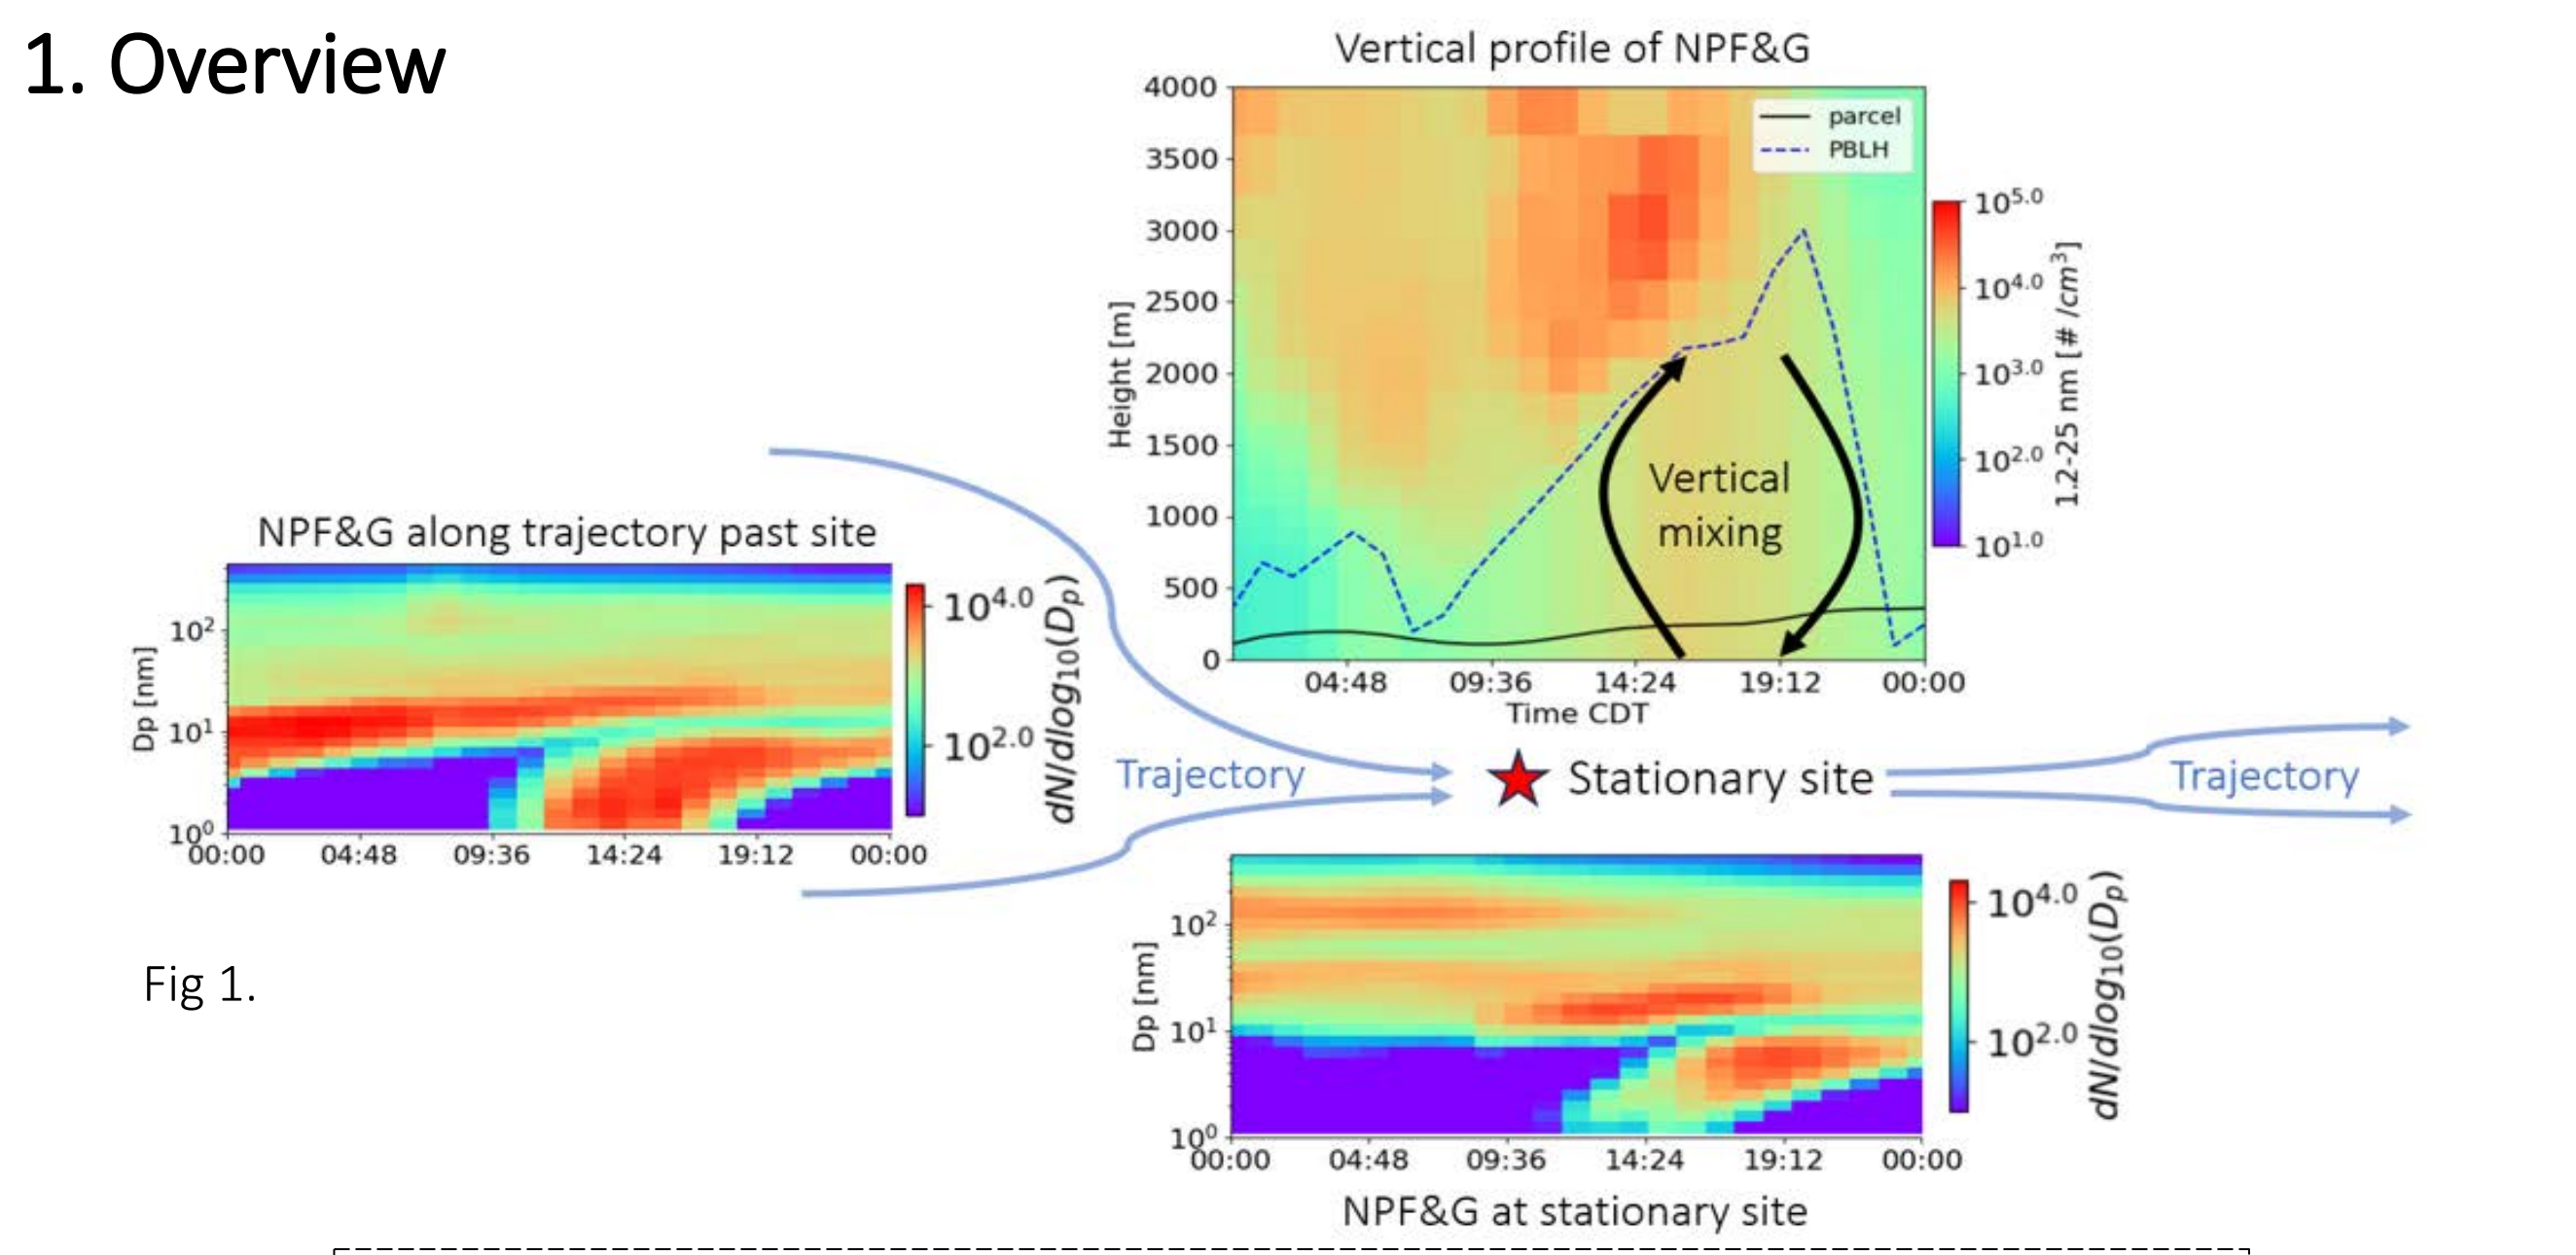 1. Overview
Vertical profile of NPF&G
4000
3500
3000
2500
2000
1500
1000
500
0
Height [m]
parcel
PBLH
Vertical
mixing
04:48 09:36 14:24 19:12 00:00
Time CDT
10^5.0
10^4.0
10^3.0
10^2.0
10^1.0
1.2-25 nm [# /cm^3]
NPF&G along trajectory past site
Dp [nm]
10^2
10^1
10^0
00:00 04:48 09:36 14:24 19:12 00:00
10^4.0
10^2.0
dN/dlog10(Dp)
Trajectory
Stationary site
Trajectory
Fig 1.
Dp [nm]
10^2
10^1
10^0
00:00 04:48 09:36 14:24 19:12 00:00
10^4.0
10^2.0
dN/dlog10(Dp)
NPF&G at stationary site